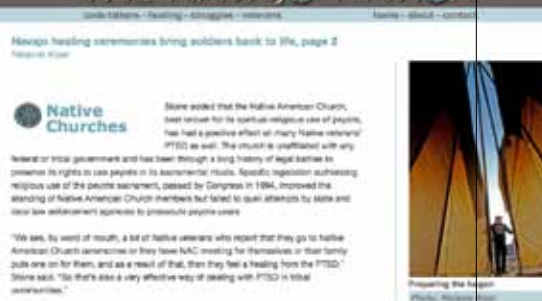 code talkers - healing - struggles - veterans
home - about - contact
Navajo healing ceremonies bring soldiers back to life, page 2
Native
Churches
Stone added that the Native American Church,
best known for its spiritual-religious use of peyote,
has had a positive effect on many Native veterans'
PTSD as well. The church is unaffiliated with any
federal or tribal government and has been through a long history of legal battles to
preserve its rights to use peyote in its sacramental rituals. Specific legislation authorizing
religious use of the peyote sacrament, passed by Congress in 1994, improved the
standing of Native American Church members but failed to quell attempts by state and
local law enforcement agencies to prosecute peyote users.
"We see, by word of mouth, a lot of Native veterans who report that they go to Native
American Church ceremonies or they have NAC meeting for themselves or their family
puts one on for them, and as a result of that, then they feel a healing from the PTSD,"
Stone said. "So that's also a very effective way of dealing with PTSD in tribal
communities."
Preparing the hogan